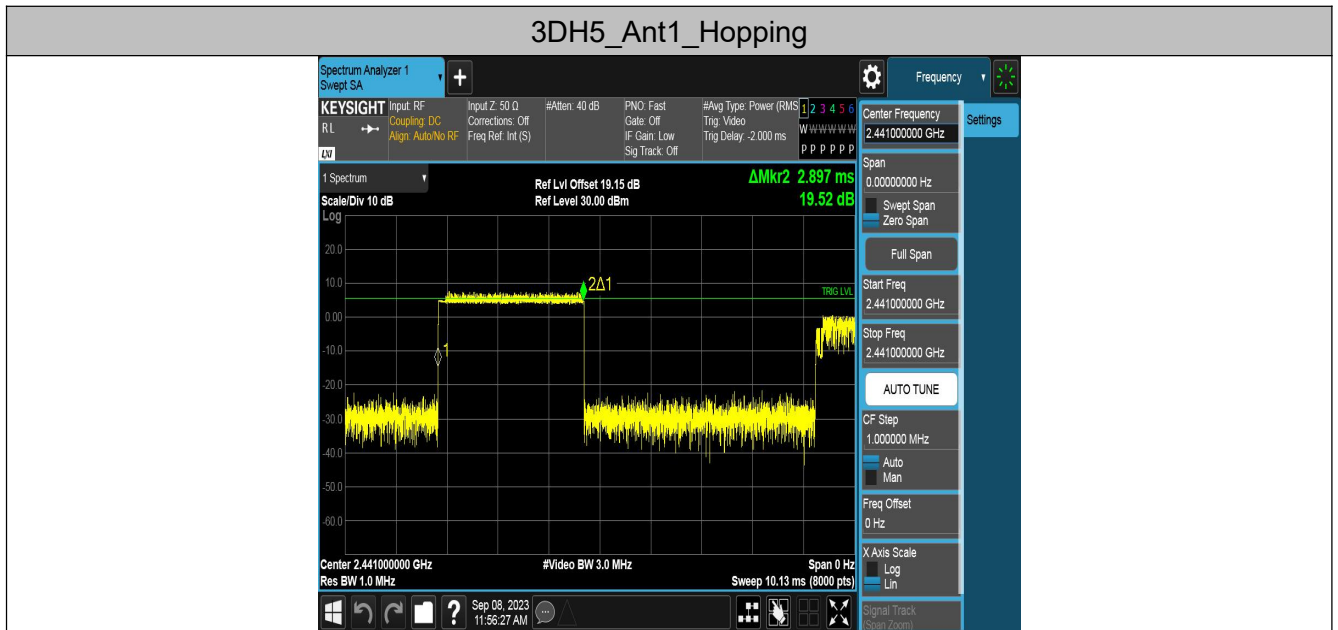 3DH5_Ant1_Hopping
Spectrum Analyzer 1
Swept SA
+
Frequency
KEYSIGHT
RL
LXI
Input: RF
Coupling: DC
Align: Auto/No RF
Input Z: 50 Ω
Corrections: Off
Freq Ref: Int (S)
#Atten: 40 dB
PNO: Fast
Gate: Off
IF Gain: Low
Sig Track: Off
#Avg Type: Power (RMS
Trig: Video
Trig Delay: -2.000 ms
1 2 3 4 5 6
W W W W W W
P P P P P P
1 Spectrum
Scale/Div 10 dB
Log
Ref Lvl Offset 19.15 dB
Ref Level 30.00 dBm
ΔMkr2 2.897 ms
19.52 dB
20.0
10.0
0.00
-10.0
-20.0
-30.0
-40.0
-50.0
-60.0
2Δ1
TRIG LVL
1
Center 2.441000000 GHz
Res BW 1.0 MHz
#Video BW 3.0 MHz
Span 0 Hz
Sweep 10.13 ms (8000 pts)
?
Sep 08, 2023
11:56:27 AM
Center Frequency
2.441000000 GHz
Settings
Span
0.00000000 Hz
Swept Span
Zero Span
Full Span
Start Freq
2.441000000 GHz
Stop Freq
2.441000000 GHz
AUTO TUNE
CF Step
1.000000 MHz
Auto
Man
Freq Offset
0 Hz
X Axis Scale
Log
Lin
Signal Track
(Span Zoom)